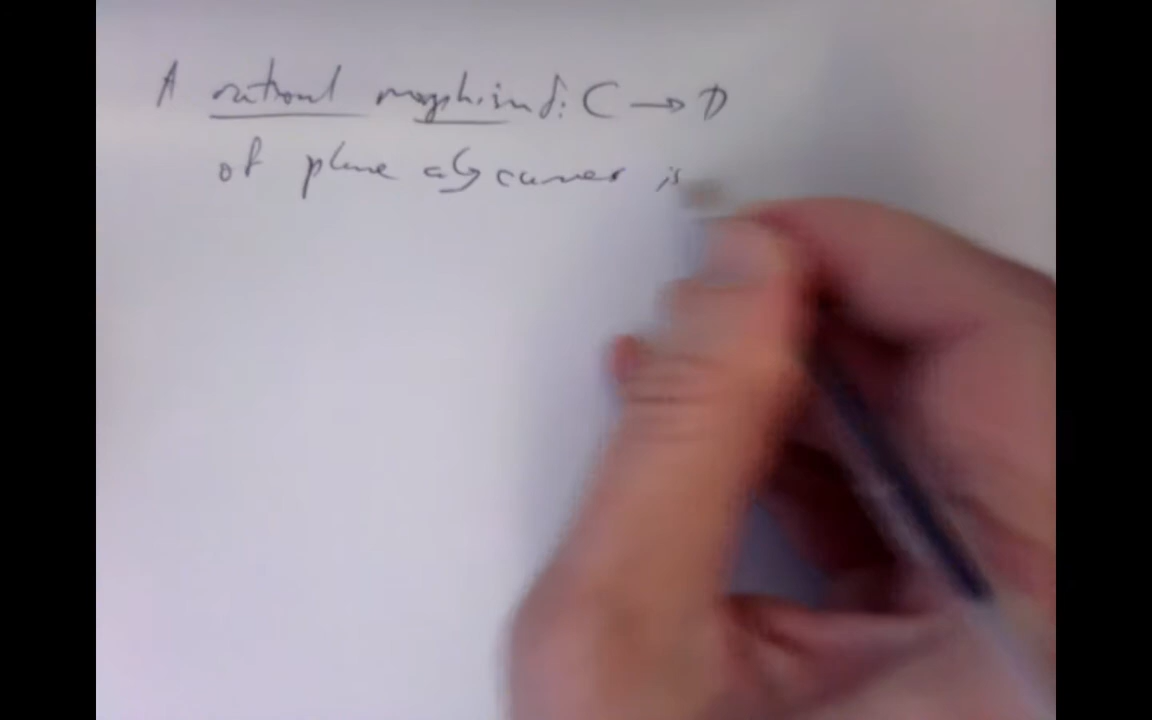 A rational morphism f: C → D
of plane alg curves is